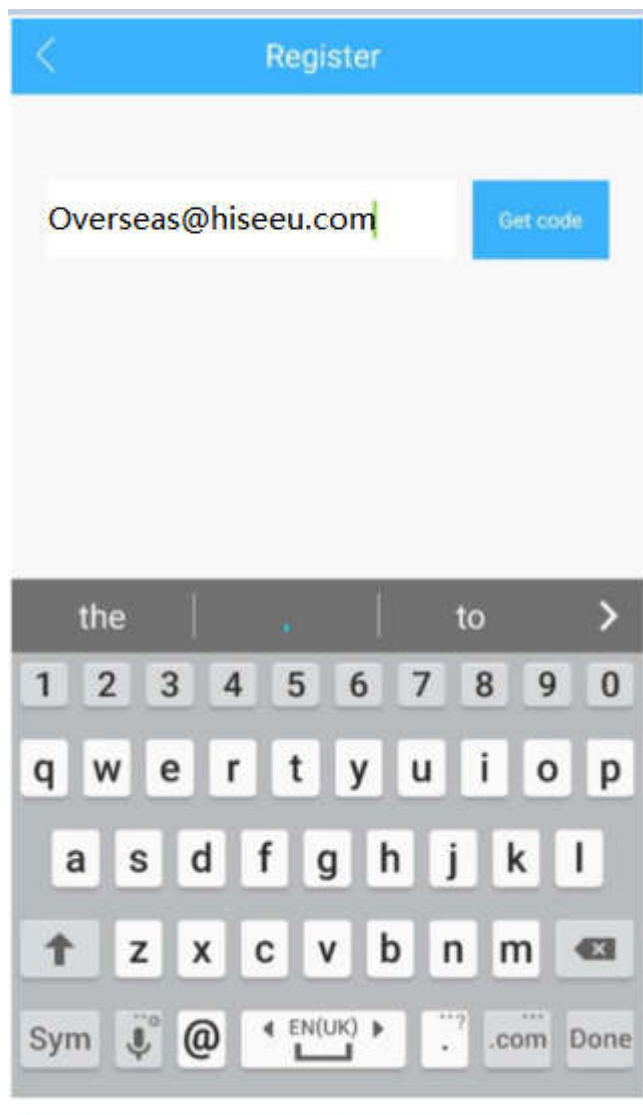 Register
Overseas@hiseeu.com
Get code
the , to
1 2 3 4 5 6 7 8 9 0
q w e r t y u i o p
a s d f g h j k l
z x c v b n m
Sym @ EN(UK) . ? .com Done